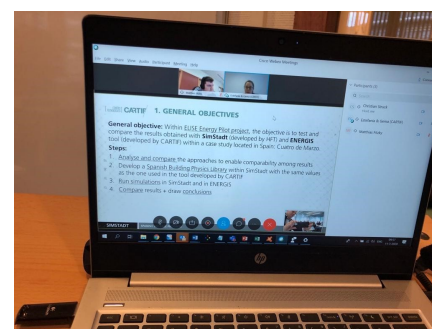 Cisco Webex Meetings
CARTIF 1. GENERAL OBJECTIVES
General objective: Within EUSE Energy Pilot project, the objective is to test and
compare the results obtained with SimStadt (developed by HFT) and ENERGIS
tool (developed by CARTIF) within a case study located in Spain: Cuatro de Marzo.
Steps:
1. Analyse and compare the approaches to enable comparability among results
2. Develop a Spanish Building Physics Library within SimStadt with the same values
as the one used in the tool developed by CARTIF
3. Run simulations in SimStadt and in ENERGIS
4. Compare results + draw conclusions
SIMSTADT
hp